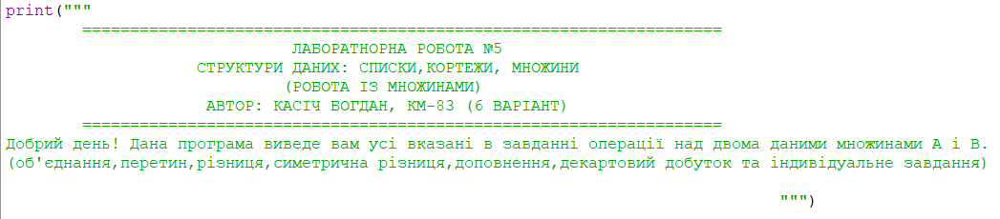 print("""
===================================================================
ЛАБОРАТНОРНА РОБОТА №5
СТРУКТУРИ ДАНИХ: СПИСКИ,КОРТЕЖИ, МНОЖИНИ
(РОБОТА ІЗ МНОЖИНАМИ)
АВТОР: КАСІЧ БОГДАН, КМ-83 (6 ВАРІАНТ)
===================================================================
Добрий день! Дана програма виведе вам усі вказані в завданні операції над двома даними множинами А і В.
(об'єднання,перетин,різниця,симетрична різниця,доповнення,декартовий добуток та індивідуальне завдання)
""")